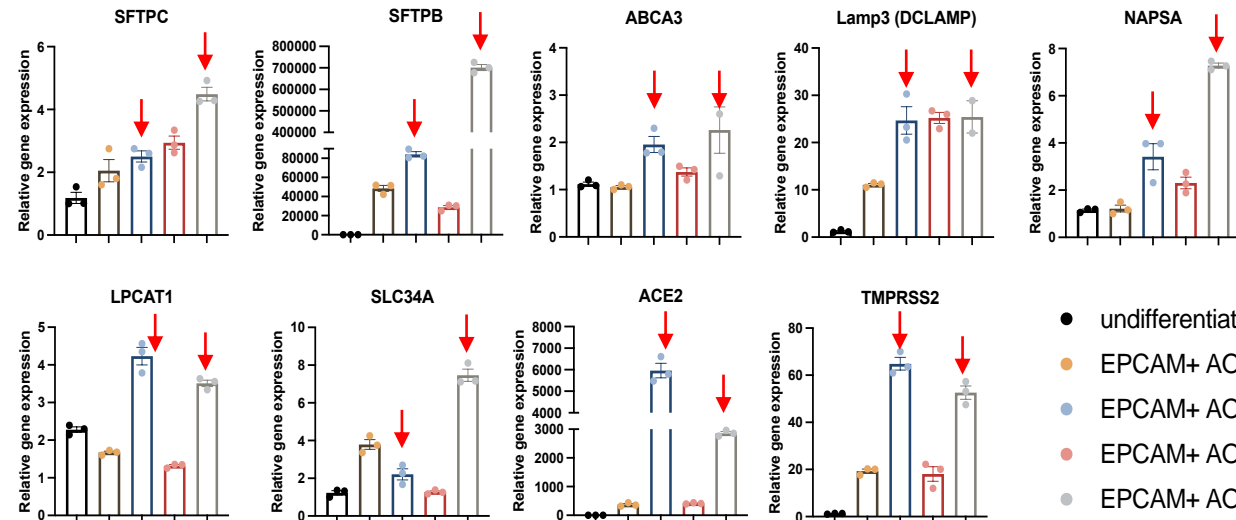 SFTPC
SFTPB
ABCA3
Lamp3 (DCLAMP)
NAPSA
Relative gene expression
6
4
2
0
Relative gene expression
800000
700000
600000
500000
400000
300000
200000
100000
80000
60000
40000
20000
0
Relative gene expression
4
3
2
1
0
Relative gene expression
40
30
20
10
0
Relative gene expression
8
6
4
2
0
LPCAT1
SLC34A
ACE2
TMPRSS2
Relative gene expression
5
4
3
2
1
0
Relative gene expression
10
8
6
4
2
0
Relative gene expression
8000
7000
6000
5000
4000
3000
2000
1000
0
Relative gene expression
80
60
40
20
0
undifferentiat
EPCAM+ AC
EPCAM+ AC
EPCAM+ AC
EPCAM+ AC